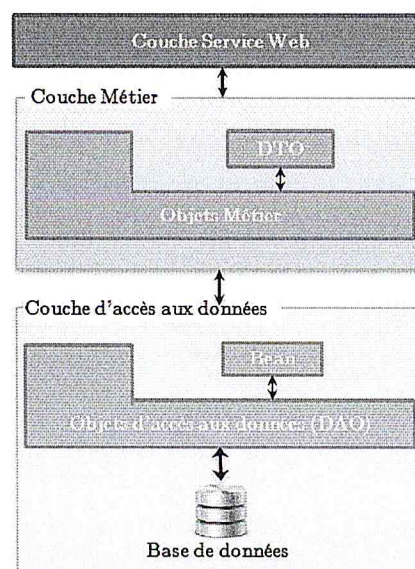 Couche Service Web
Couche Métier
DTO
Objets Métier
Couche d'accès aux données
Bean
Objets d'accès aux données (DAO)
Base de données